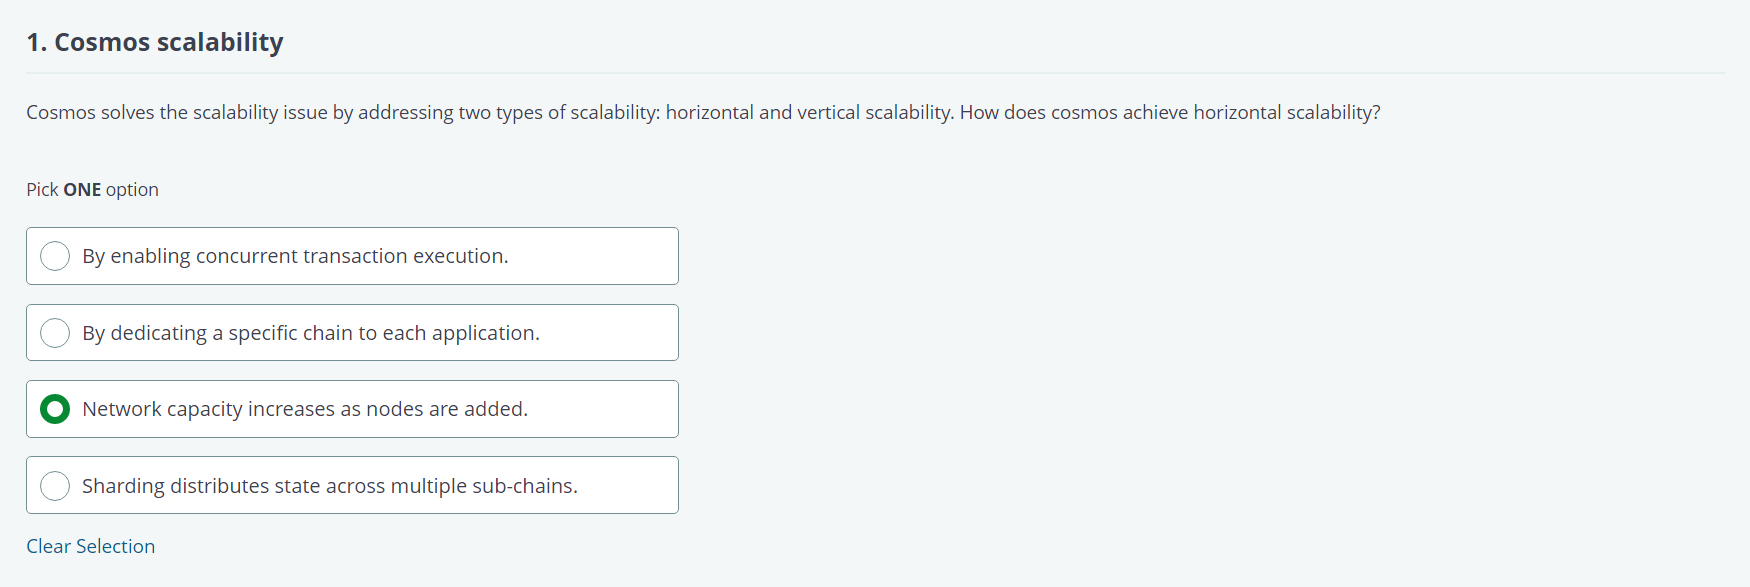 1. Cosmos scalability
Cosmos solves the scalability issue by addressing two types of scalability: horizontal and vertical scalability. How does cosmos achieve horizontal scalability?
Pick ONE option
By enabling concurrent transaction execution.
By dedicating a specific chain to each application.
Network capacity increases as nodes are added.
Sharding distributes state across multiple sub-chains.
Clear Selection